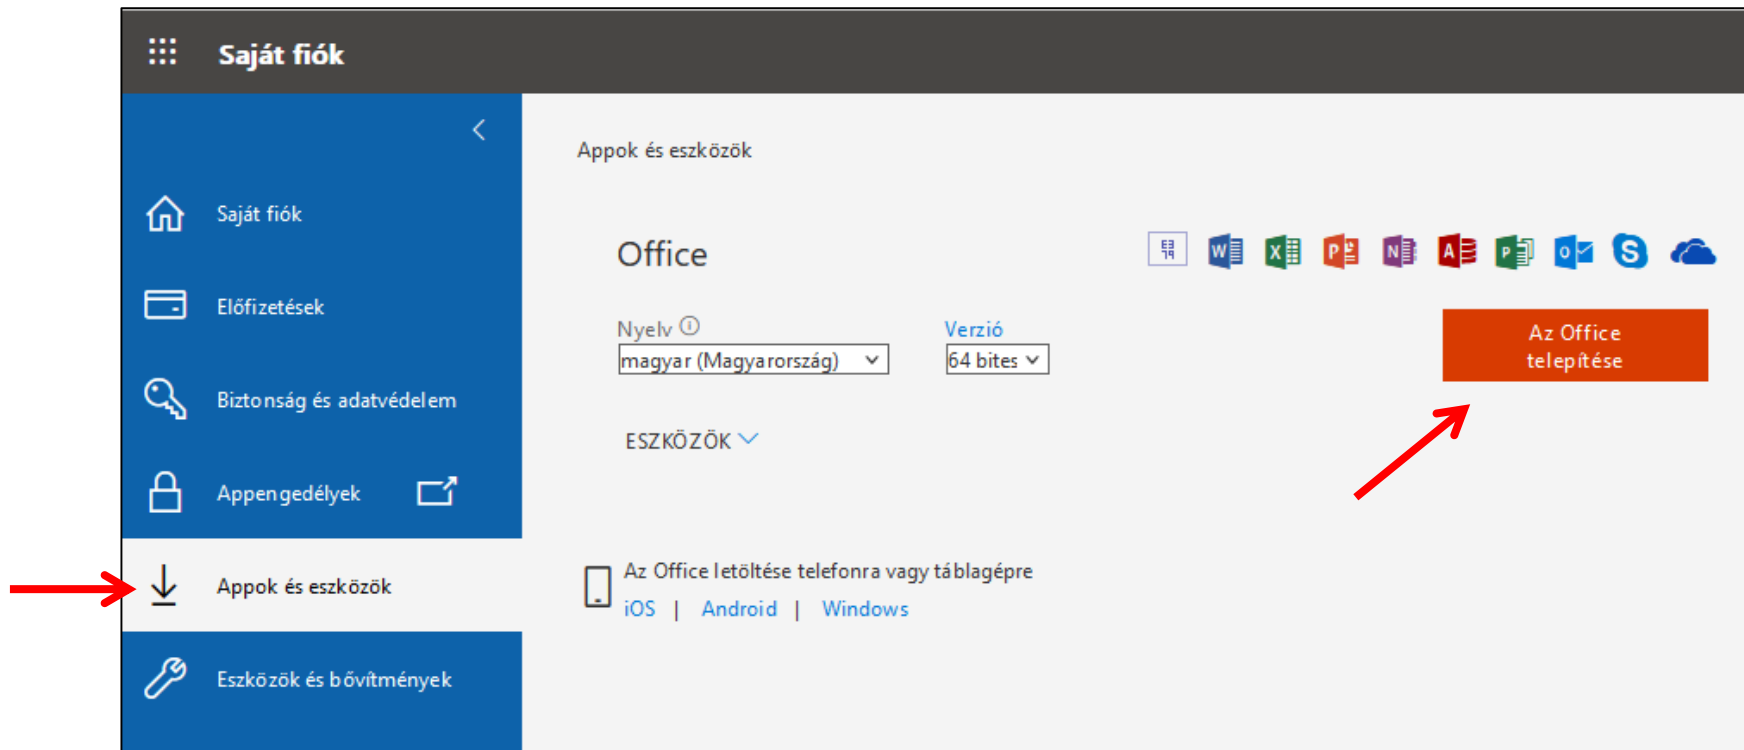 Saját fiók
Saját fiók
Előfizetések
Biztonság és adatvédelem
Appengedélyek
Appok és eszközök
Eszközök és bővítmények
Appok és eszközök
Office
Nyelv
magyar (Magyarország)
Verzió
64 bites
Az Office
telepítése
ESZKÖZÖK
Az Office letöltése telefonra vagy táblagépre
iOS | Android | Windows